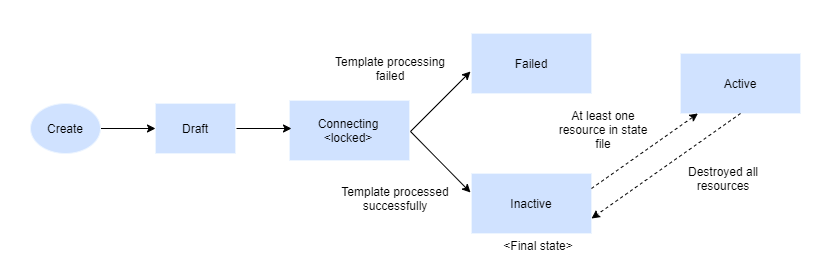 Create
Draft
Connecting
<locked>
Template processing
failed
Failed
Template processed
successfully
Inactive
<Final state>
At least one
resource in state
file
Active
Destroyed all
resources